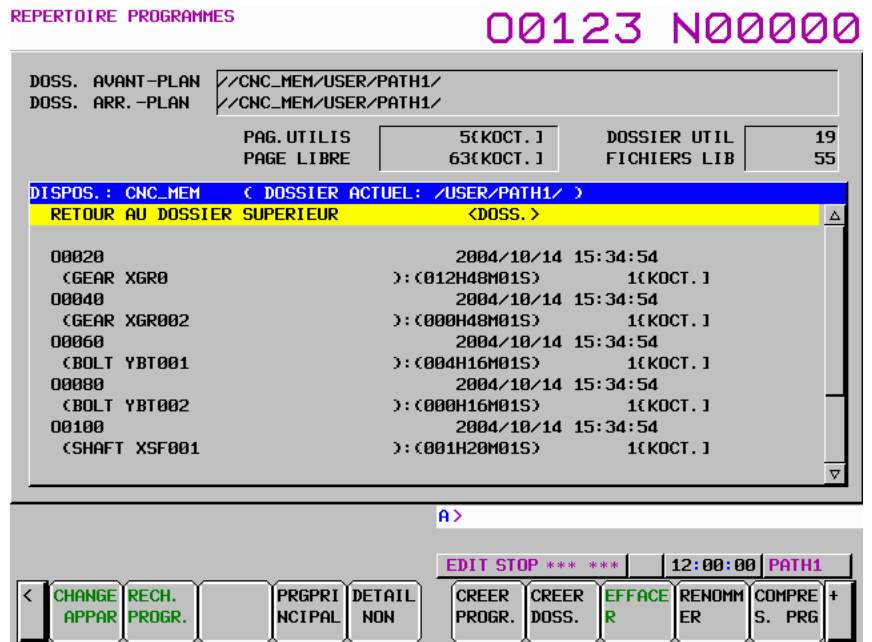 REPERTOIRE PROGRAMMES
O0123 N00000
DOSS. AVANT-PLAN //CNC_MEM/USER/PATH1/
DOSS. ARR.-PLAN //CNC_MEM/USER/PATH1/
PAG.UTILIS 5[KOCT.] DOSSIER UTIL 19
PAGE LIBRE 63[KOCT.] FICHIERS LIB 55
DISPOS.: CNC_MEM ( DOSSIER ACTUEL: /USER/PATH1/ )
RETOUR AU DOSSIER SUPERIEUR <DOSS.>
O0020 2004/10/14 15:34:54
(GEAR XGR0 ):(012H48M01S) 1[KOCT.]
O0040 2004/10/14 15:34:54
(GEAR XGR002 ):(000H48M01S) 1[KOCT.]
O0060 2004/10/14 15:34:54
(BOLT YBT001 ):(004H16M01S) 1[KOCT.]
O0080 2004/10/14 15:34:54
(BOLT YBT002 ):(000H16M01S) 1[KOCT.]
O0100 2004/10/14 15:34:54
(SHAFT XSF001 ):(001H20M01S) 1[KOCT.]
A>
EDIT STOP *** *** 12:00:00 PATH1
< CHANGE RECH. PRGPRI DETAIL CREER CREER EFFACE RENOMM COMPRE +
APPAR PROGR. NCIPAL NON PROGR. DOSS. R ER S. PRG